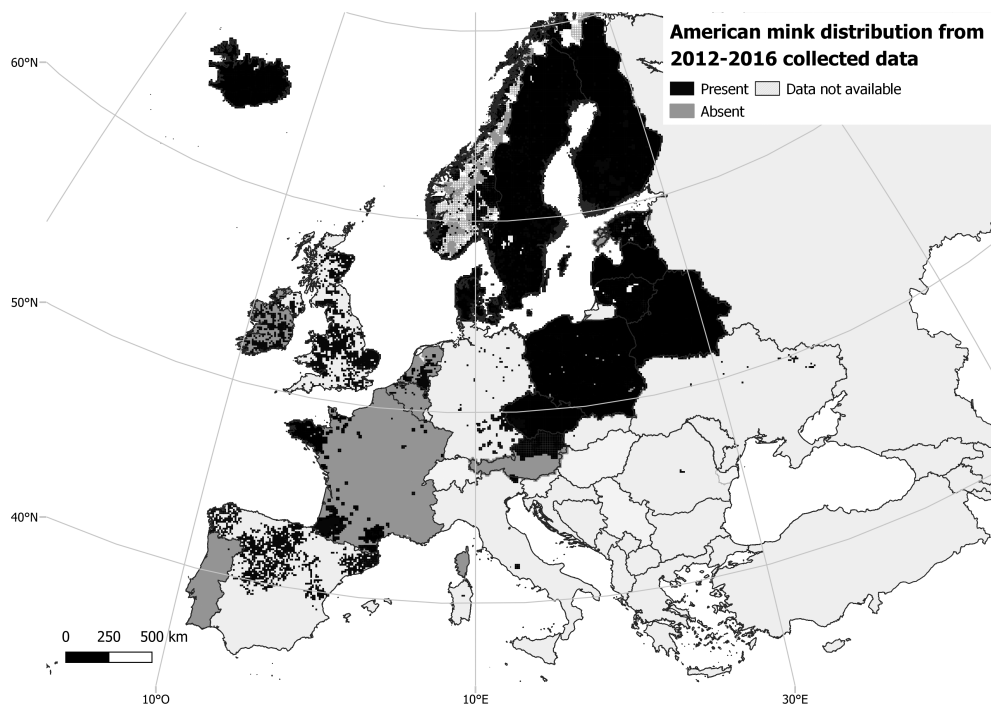 American mink distribution from
2012-2016 collected data
Present Data not available
Absent
60°N
50°N
40°N
0 250 500 km
10°O 10°E 30°E